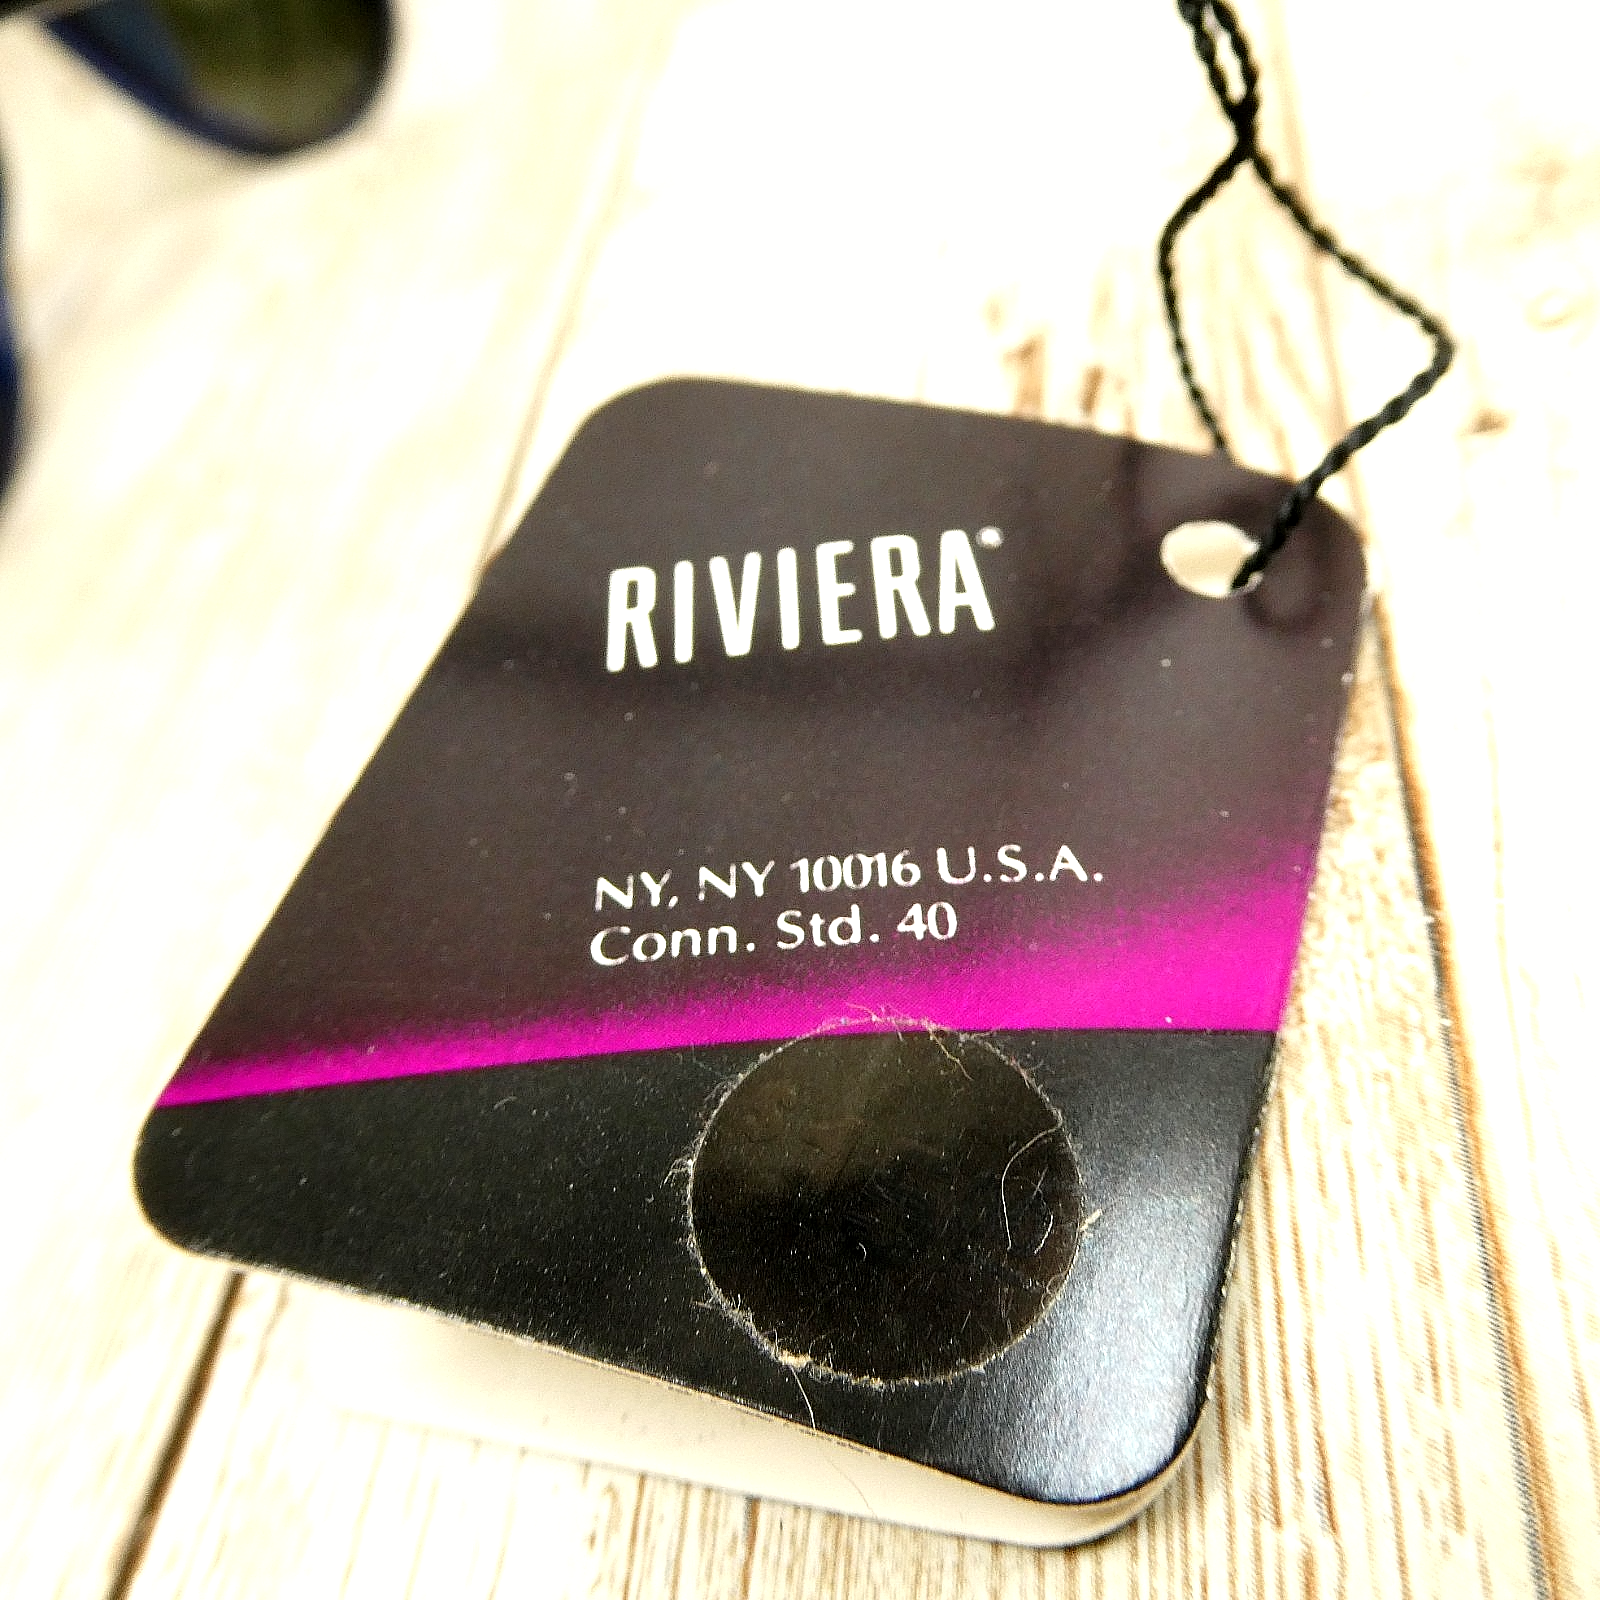 RIVIERA®
NY, NY 10016 U.S.A.
Conn. Std. 40